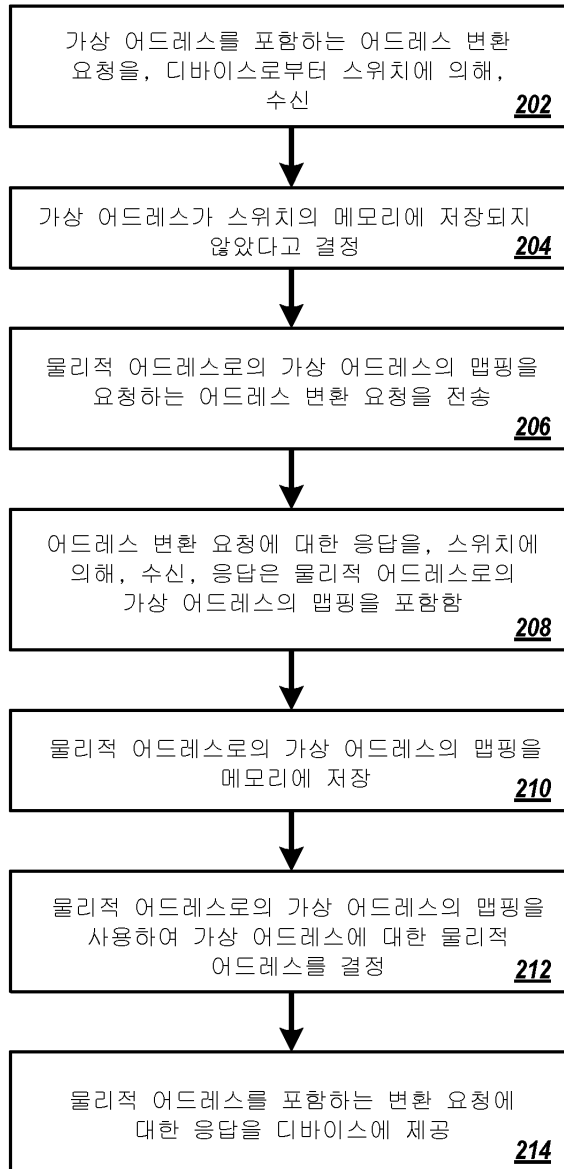 가상 어드레스를 포함하는 어드레스 변환
요청을, 디바이스로부터 스위치에 의해,
수신
202
가상 어드레스가 스위치의 메모리에 저장되지
않았다고 결정
204
물리적 어드레스로의 가상 어드레스의 맵핑을
요청하는 어드레스 변환 요청을 전송
206
어드레스 변환 요청에 대한 응답을, 스위치에
의해, 수신, 응답은 물리적 어드레스로의
가상 어드레스의 맵핑을 포함함
208
물리적 어드레스로의 가상 어드레스의 맵핑을
메모리에 저장
210
물리적 어드레스로의 가상 어드레스의 맵핑을
사용하여 가상 어드레스에 대한 물리적
어드레스를 결정
212
물리적 어드레스를 포함하는 변환 요청에
대한 응답을 디바이스에 제공
214